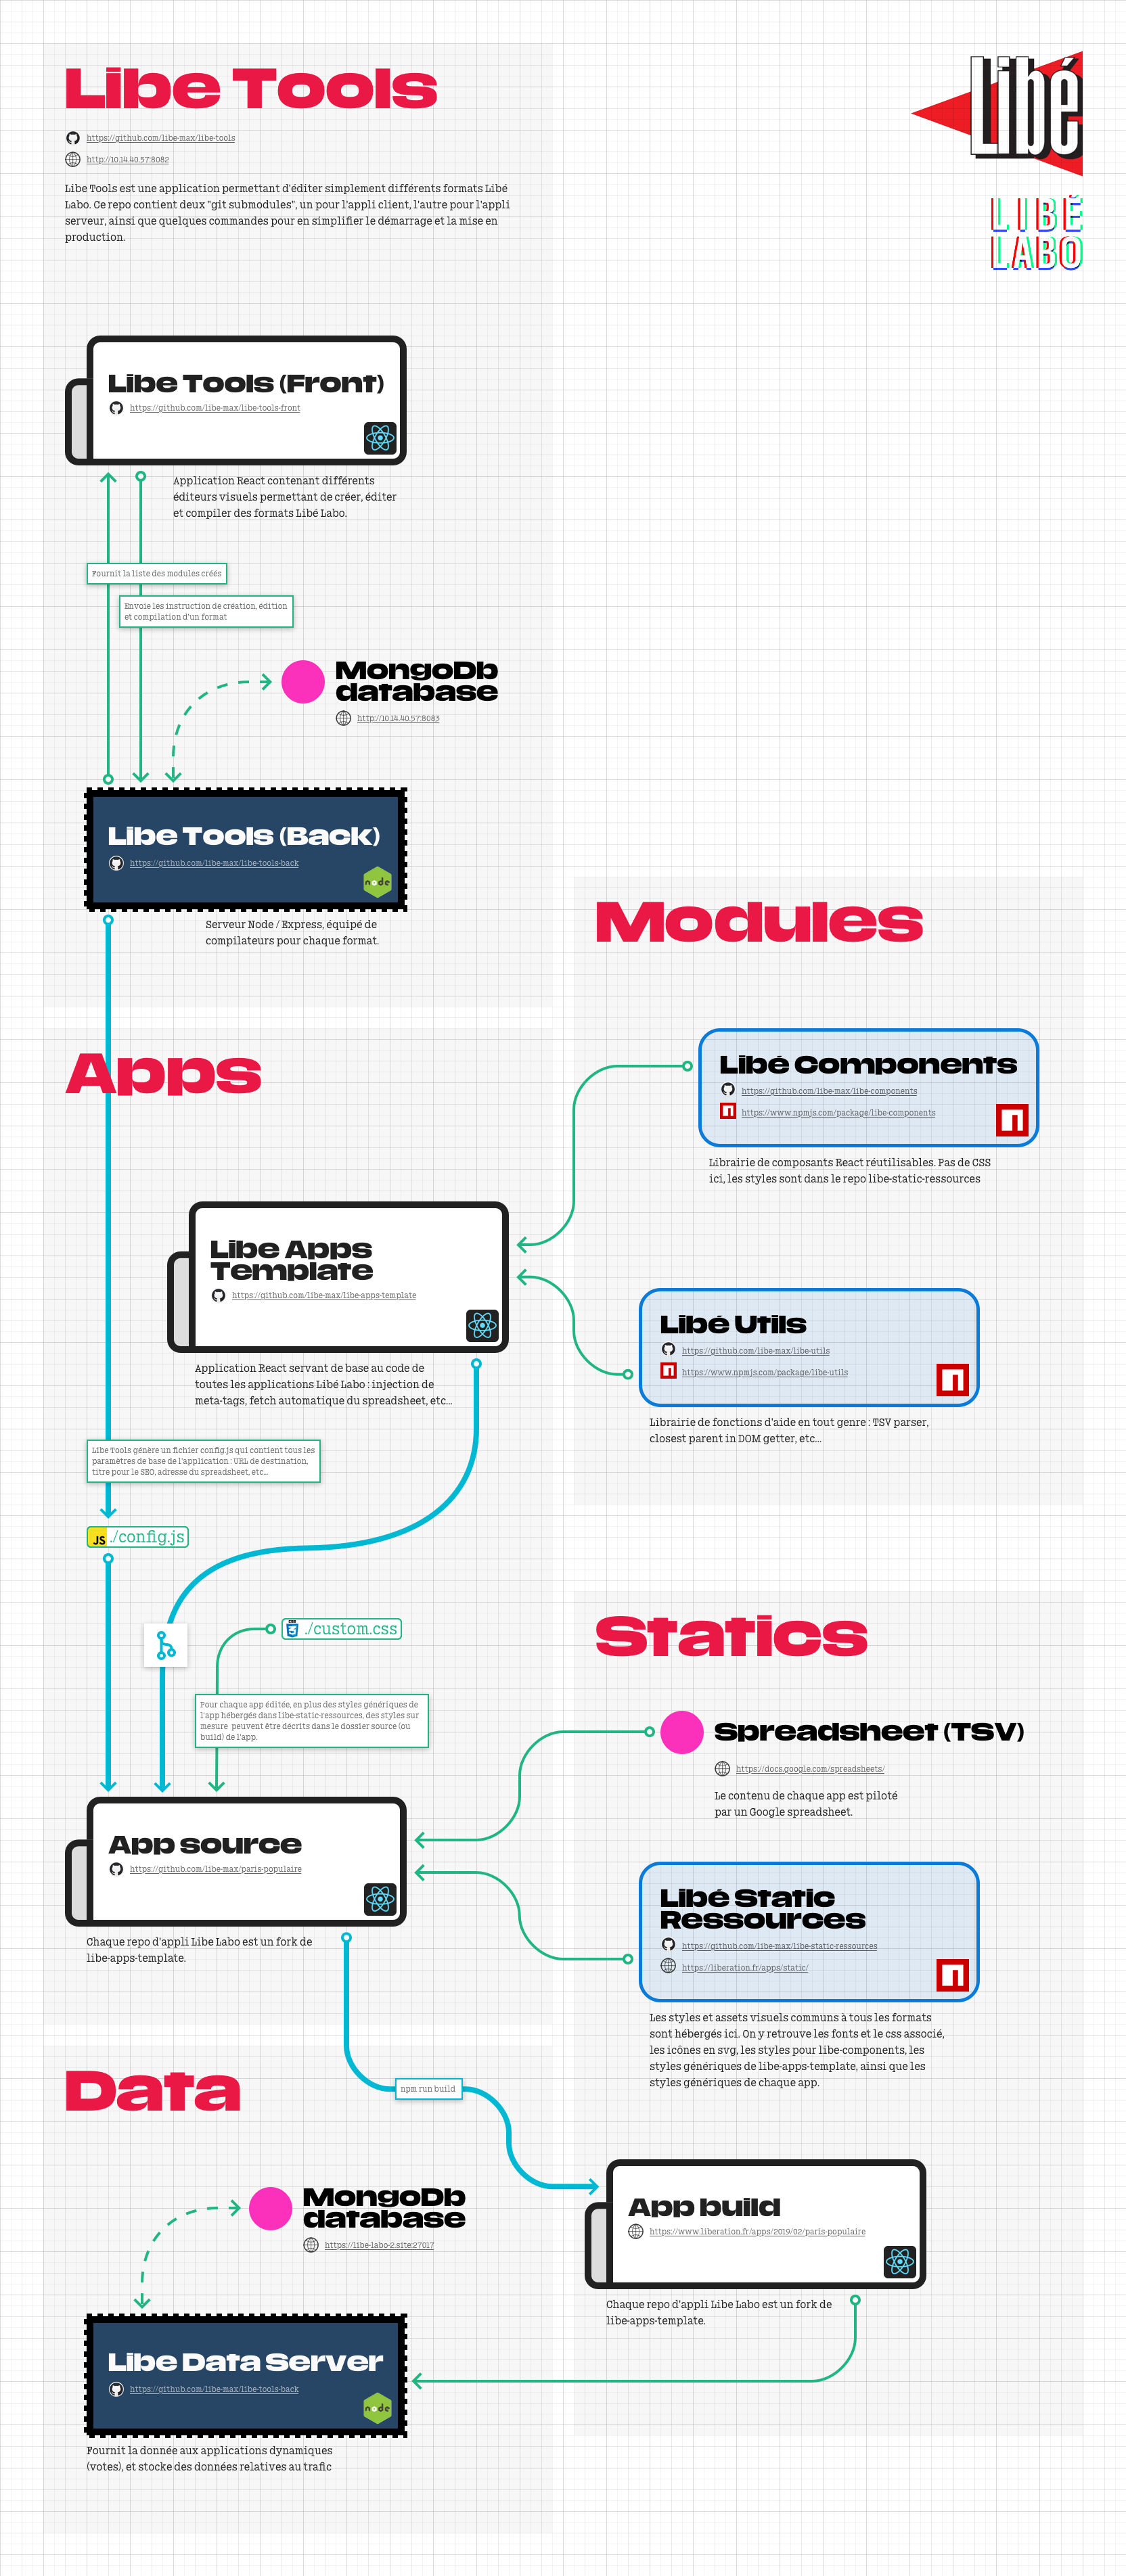 Libe Tools
https://github.com/libe-max/libe-tools
http://10.14.40.57:8082
Libe Tools est une application permettant d'éditer simplement différents formats Libé
Labo. Ce repo contient deux "git submodules", un pour l'appli client, l'autre pour l'appli
serveur, ainsi que quelques commandes pour en simplifier le démarrage et la mise en
production.
Libé
LIBÉ
LABO
Libe Tools (Front)
https://github.com/libe-max/libe-tools-front
Application React contenant différents
éditeurs visuels permettant de créer, éditer
et compiler des formats Libé Labo.
Fournit la liste des modules créés
Envoie les instruction de création, édition
et compilation d'un format
MongoDb
database
http://10.14.40.57:8083
Libe Tools (Back)
https://github.com/libe-max/libe-tools-back
node
Serveur Node / Express, équipé de
compilateurs pour chaque format.
Modules
Libé Components
https://github.com/libe-max/libe-components
https://www.npmjs.com/package/libe-components
Librairie de composants React réutilisables. Pas de CSS
ici, les styles sont dans le repo libe-static-ressources
Libé Utils
https://github.com/libe-max/libe-utils
https://www.npmjs.com/package/libe-utils
Librairie de fonctions d'aide en tout genre : TSV parser,
closest parent in DOM getter, etc...
Apps
Libe Apps
Template
https://github.com/libe-max/libe-apps-template
Application React servant de base au code de
toutes les applications Libé Labo : injection de
meta-tags, fetch automatique du spreadsheet, etc...
Libe Tools génère un fichier config.js qui contient tous les
paramètres de base de l'application : URL de destination,
titre pour le SEO, adresse du spreadsheet, etc...
JS ./config.js
CSS ./custom.css
Pour chaque app éditée, en plus des styles génériques de
l'app hébergés dans libe-static-ressources, des styles sur
mesure peuvent être décrits dans le dossier source (ou
build) de l'app.
App source
https://github.com/libe-max/paris-populaire
Chaque repo d'appli Libe Labo est un fork de
libe-apps-template.
Statics
Spreadsheet (TSV)
https://docs.google.com/spreadsheets/
Le contenu de chaque app est piloté
par un Google spreadsheet.
Libé Static
Ressources
https://github.com/libe-max/libe-static-ressources
https://liberation.fr/apps/static/
Les styles et assets visuels communs à tous les formats
sont hébergés ici. On y retrouve les fonts et le css associé,
les icônes en svg, les styles pour libe-components, les
styles génériques de libe-apps-template, ainsi que les
styles génériques de chaque app.
npm run build
App build
https://www.liberation.fr/apps/2019/02/paris-populaire
Chaque repo d'appli Libe Labo est un fork de
libe-apps-template.
Data
MongoDb
database
https://libe-labo-2.site:27017
Libe Data Server
https://github.com/libe-max/libe-tools-back
node
Fournit la donnée aux applications dynamiques
(votes), et stocke des données relatives au trafic